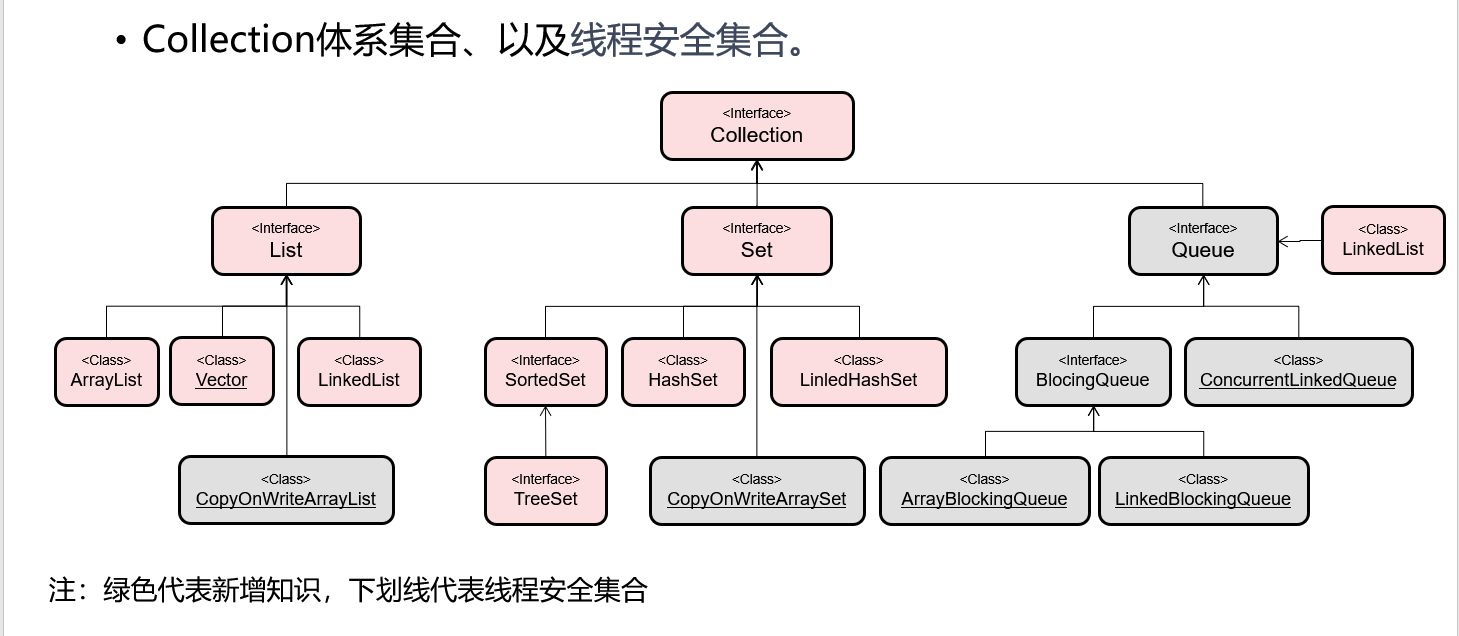 • Collection体系集合、以及线程安全集合。
<Interface>
Collection
<Interface>
List
<Interface>
Set
<Interface>
Queue
<Class>
LinkedList
<Class>
ArrayList
<Class>
Vector
<Class>
LinkedList
<Interface>
SortedSet
<Class>
HashSet
<Class>
LinledHashSet
<Interface>
BlocingQueue
<Class>
ConcurrentLinkedQueue
<Class>
CopyOnWriteArrayList
<Interface>
TreeSet
<Class>
CopyOnWriteArraySet
<Class>
ArrayBlockingQueue
<Class>
LinkedBlockingQueue
注：绿色代表新增知识，下划线代表线程安全集合